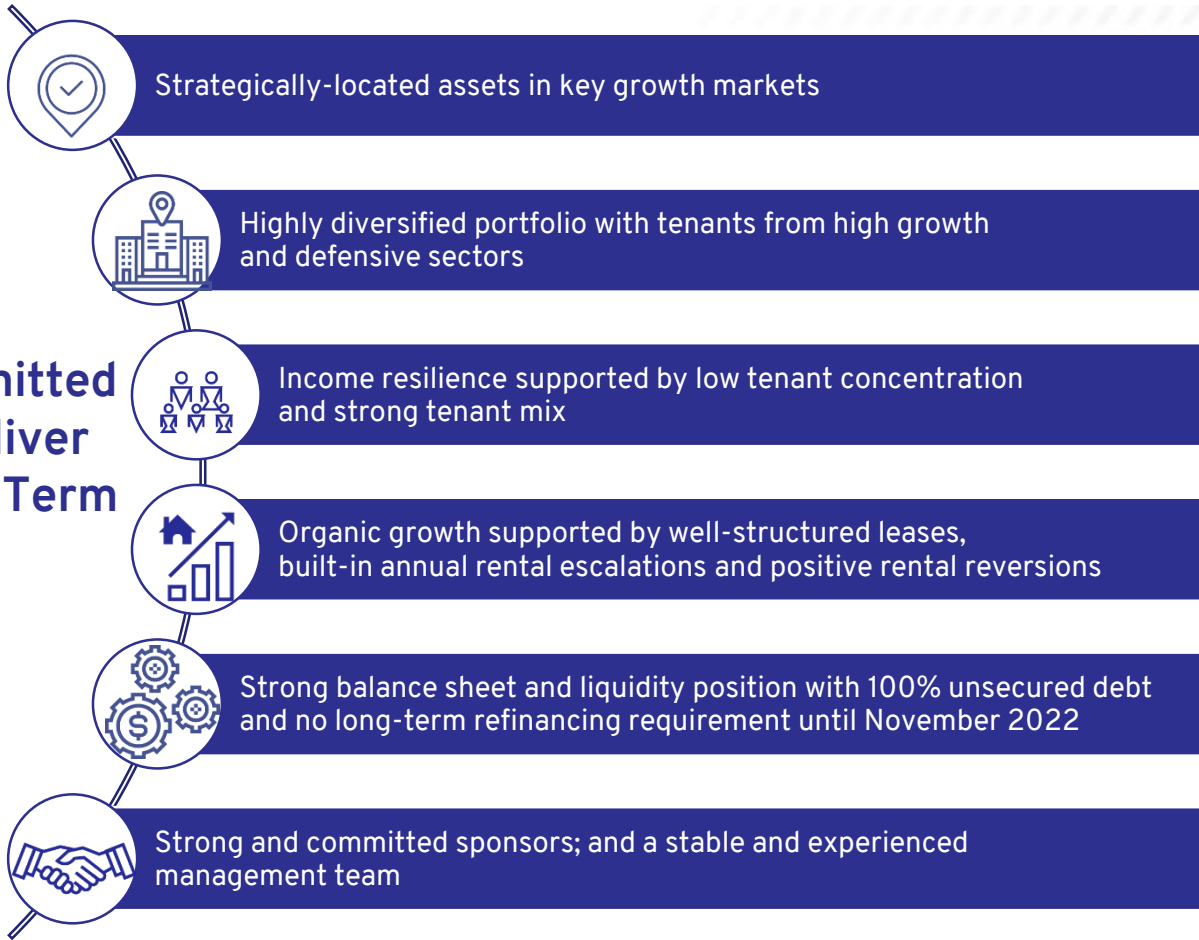 Strategically-located assets in key growth markets
Highly diversified portfolio with tenants from high growth
and defensive sectors
Income resilience supported by low tenant concentration
and strong tenant mix
Term
Organic growth supported by well-structured leases,
built-in annual rental escalations and positive rental reversions
$
Strong balance sheet and liquidity position with 100% unsecured debt
and no long-term refinancing requirement until November 2022
Strong and committed sponsors; and a stable and experienced
management team